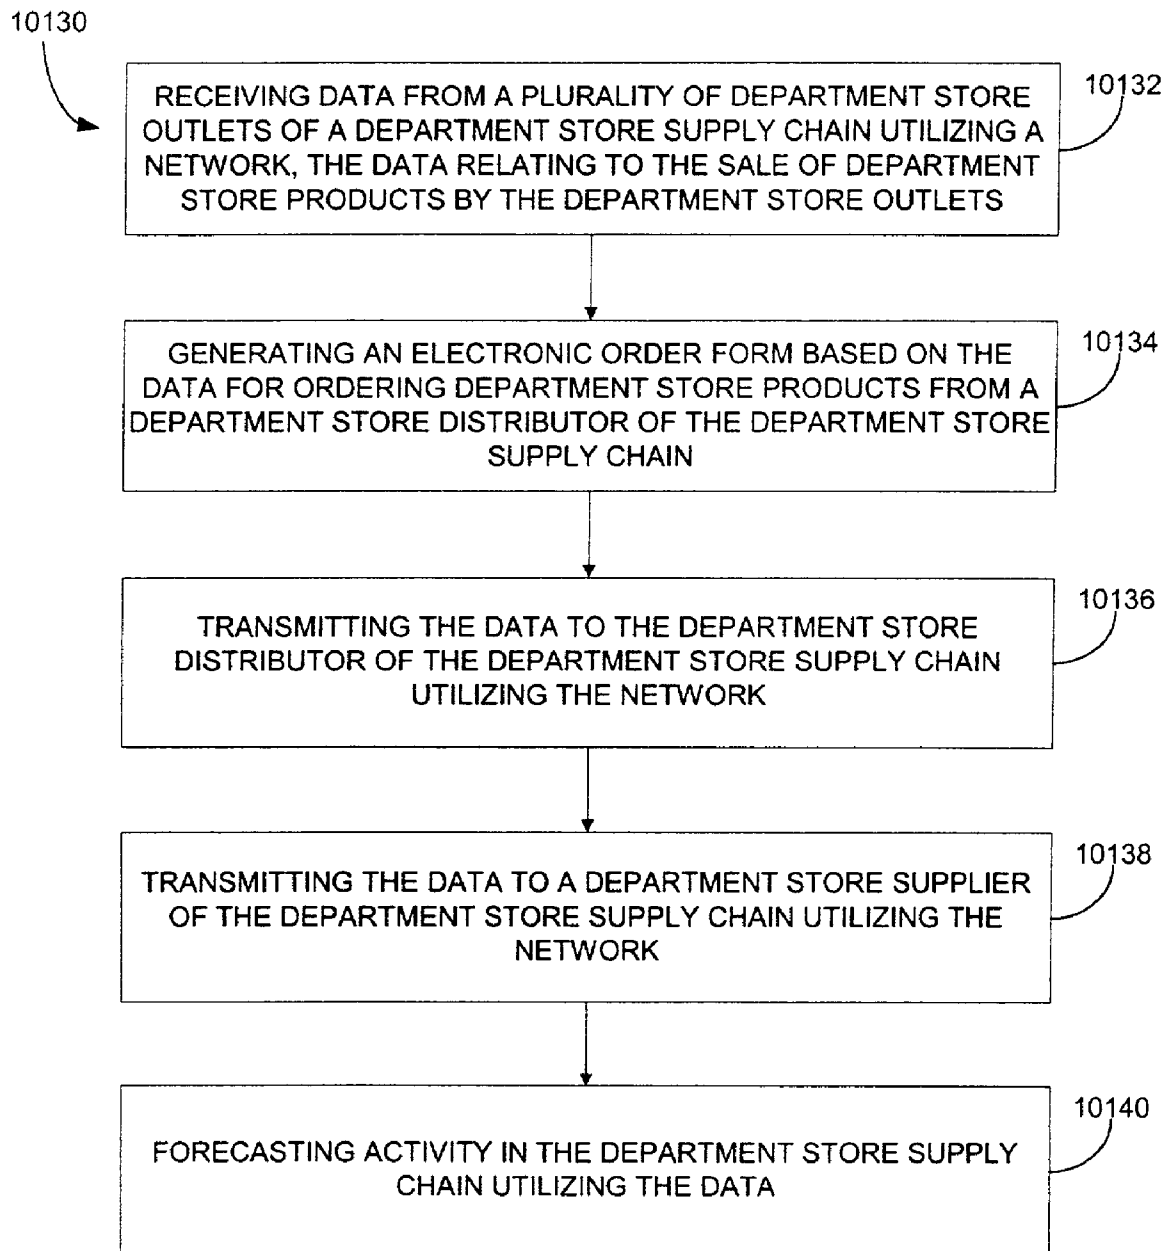 10130
RECEIVING DATA FROM A PLURALITY OF DEPARTMENT STORE
OUTLETS OF A DEPARTMENT STORE SUPPLY CHAIN UTILIZING A
NETWORK, THE DATA RELATING TO THE SALE OF DEPARTMENT
STORE PRODUCTS BY THE DEPARTMENT STORE OUTLETS
10132
GENERATING AN ELECTRONIC ORDER FORM BASED ON THE
DATA FOR ORDERING DEPARTMENT STORE PRODUCTS FROM A
DEPARTMENT STORE DISTRIBUTOR OF THE DEPARTMENT STORE
SUPPLY CHAIN
10134
TRANSMITTING THE DATA TO THE DEPARTMENT STORE
DISTRIBUTOR OF THE DEPARTMENT STORE SUPPLY CHAIN
UTILIZING THE NETWORK
10136
TRANSMITTING THE DATA TO A DEPARTMENT STORE SUPPLIER
OF THE DEPARTMENT STORE SUPPLY CHAIN UTILIZING THE
NETWORK
10138
FORECASTING ACTIVITY IN THE DEPARTMENT STORE SUPPLY
CHAIN UTILIZING THE DATA
10140